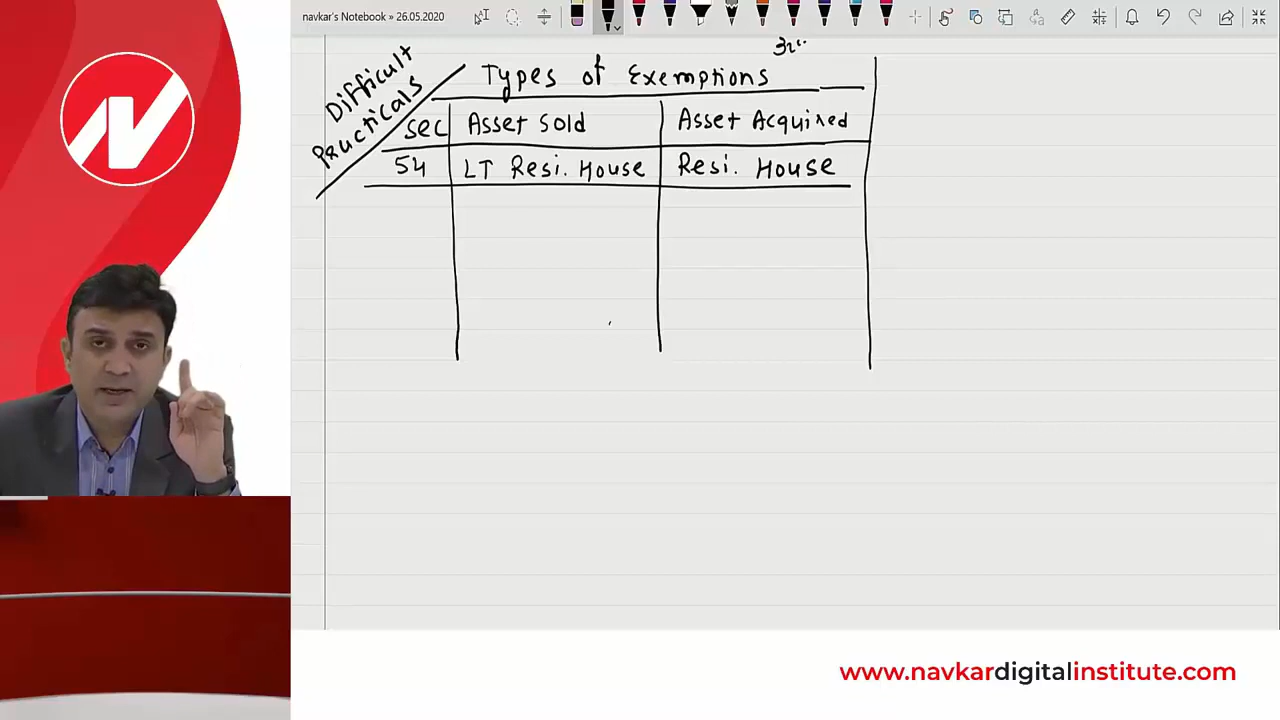 navkar's Notebook » 26.05.2020
Difficult
Practicals
Types of Exemptions
Sec Asset Sold Asset Acquired
54 LT Resi. House Resi. House
www.navkardigitalinstitute.com